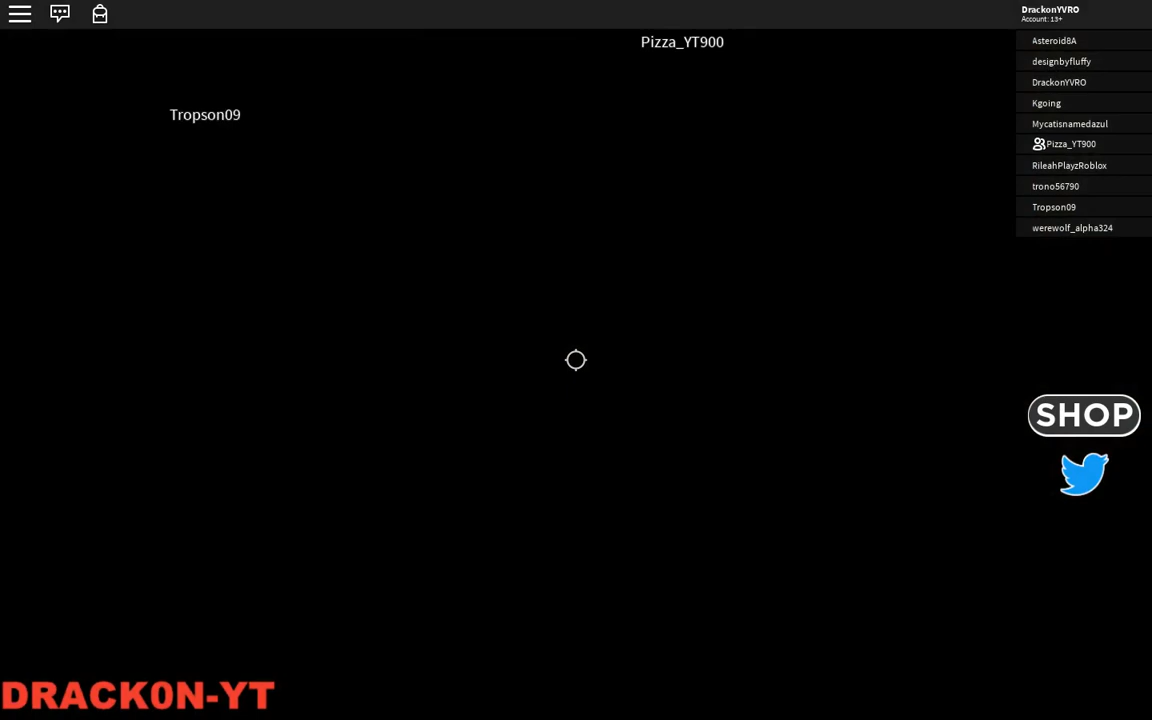 DrackonYVRO
Account: 13+
Pizza_YT900
Tropson09
Asteroid8A
designbyfluffy
DrackonYVRO
Kgoing
Mycatisnamedazul
Pizza_YT900
RileahPlayzRoblox
trono56790
Tropson09
werewolf_alpha324
SHOP
DRACK0N-YT